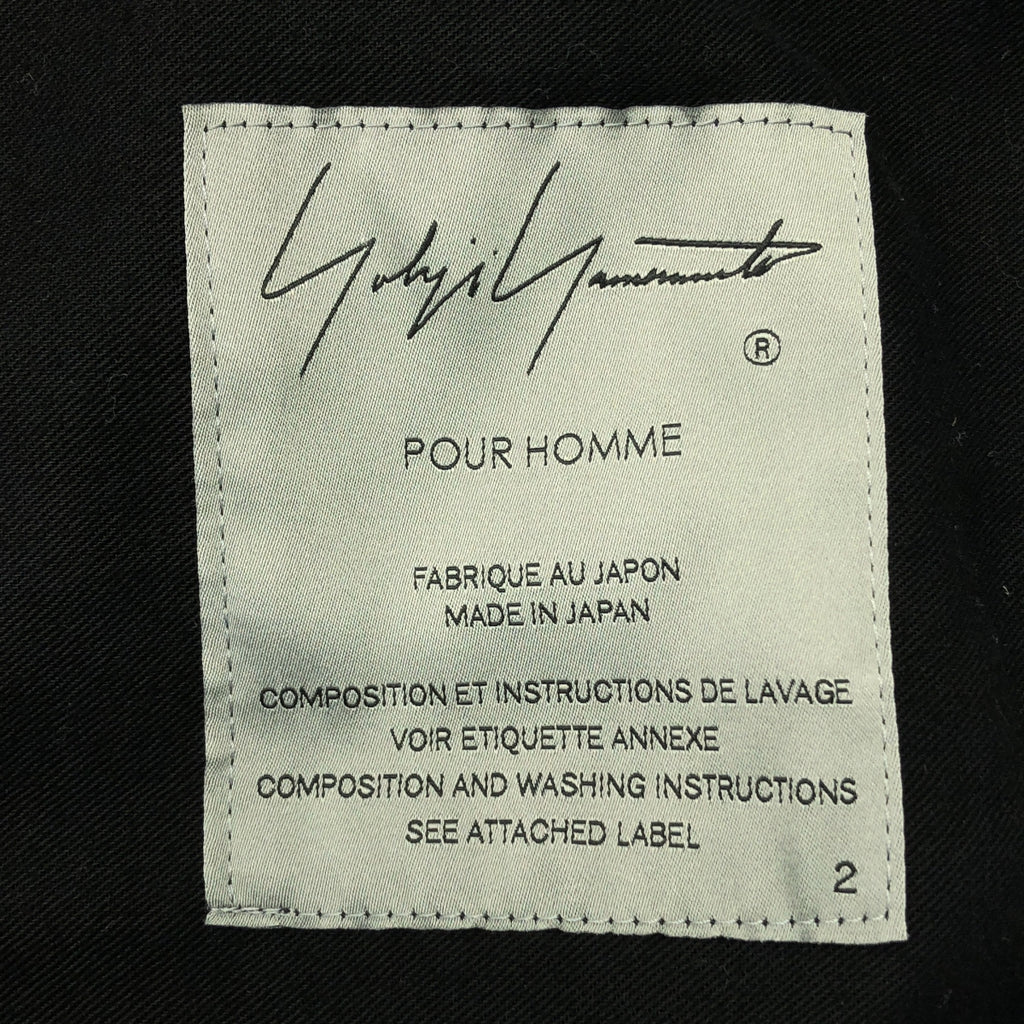 Yohji Yamamoto
®
POUR HOMME
FABRIQUE AU JAPON
MADE IN JAPAN
COMPOSITION ET INSTRUCTIONS DE LAVAGE
VOIR ETIQUETTE ANNEXE
COMPOSITION AND WASHING INSTRUCTIONS
SEE ATTACHED LABEL
2